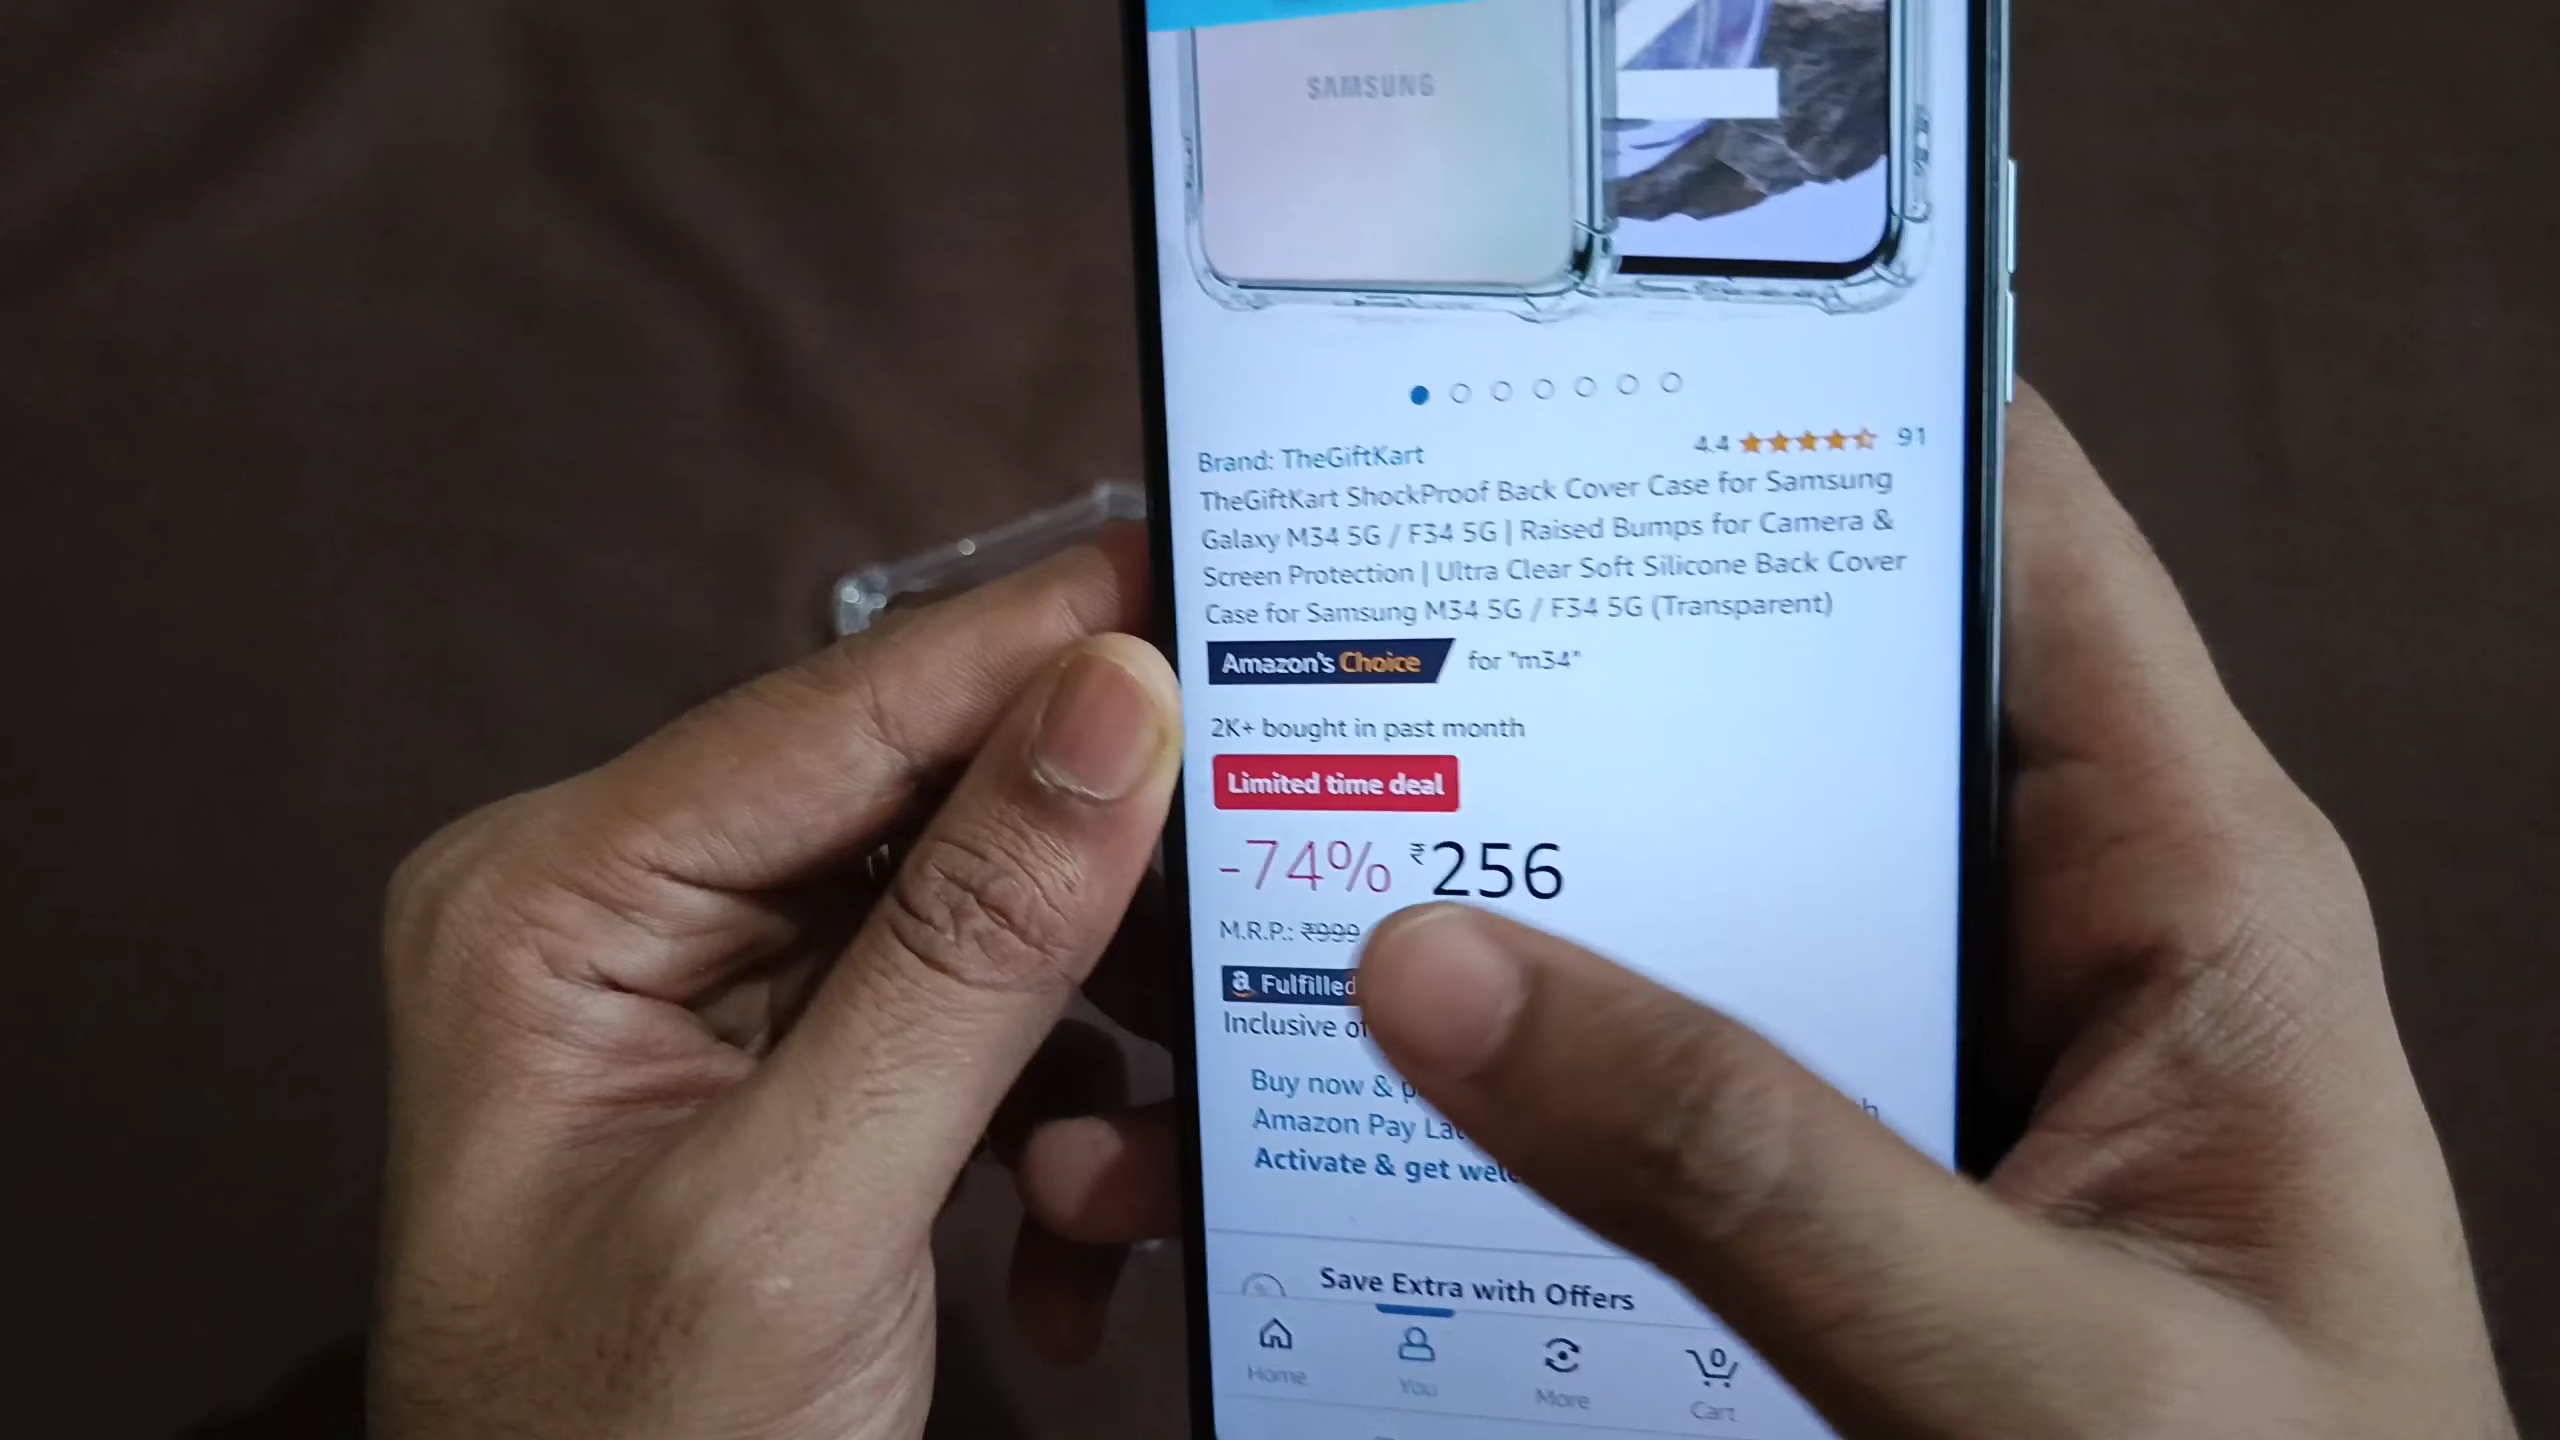 SAMSUNG
Brand: TheGiftKart
4.4 91
TheGiftKart ShockProof Back Cover Case for Samsung
Galaxy M34 5G / F34 5G | Raised Bumps for Camera &
Screen Protection | Ultra Clear Soft Silicone Back Cover
Case for Samsung M34 5G / F34 5G (Transparent)
Amazon's Choice for "m34"
2K+ bought in past month
Limited time deal
-74% ₹256
M.R.P.: ₹999
a Fulfilled
Inclusive
Buy now &
Amazon Pay
Activate & get
Save Extra with Offers
0
Home
You
More
Cart